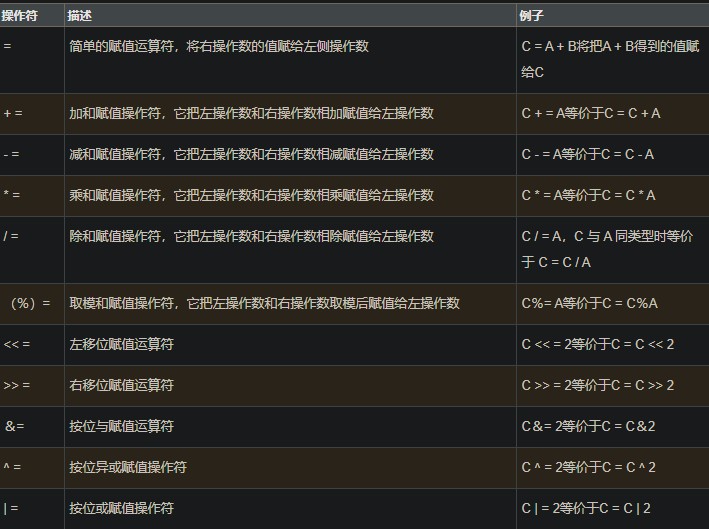 操作符 描述 例子
= 简单的赋值运算符，将右操作数的值赋给左侧操作数 C = A + B将把A + B得到的值赋
给C
+ = 加和赋值操作符，它把左操作数和右操作数相加赋值给左操作数 C + = A等价于C = C + A
- = 减和赋值操作符，它把左操作数和右操作数相减赋值给左操作数 C - = A等价于C = C - A
* = 乘和赋值操作符，它把左操作数和右操作数相乘赋值给左操作数 C * = A等价于C = C * A
/ = 除和赋值操作符，它把左操作数和右操作数相除赋值给左操作数 C / = A，C 与 A 同类型时等价
于 C = C / A
（%）= 取模和赋值操作符，它把左操作数和右操作数取模后赋值给左操作数 C%= A等价于C = C%A
<< = 左移位赋值运算符 C << = 2等价于C = C << 2
>> = 右移位赋值运算符 C >> = 2等价于C = C >> 2
&= 按位与赋值运算符 C&= 2等价于C = C&2
^ = 按位异或赋值操作符 C ^ = 2等价于C = C ^ 2
| = 按位或赋值操作符 C | = 2等价于C = C | 2